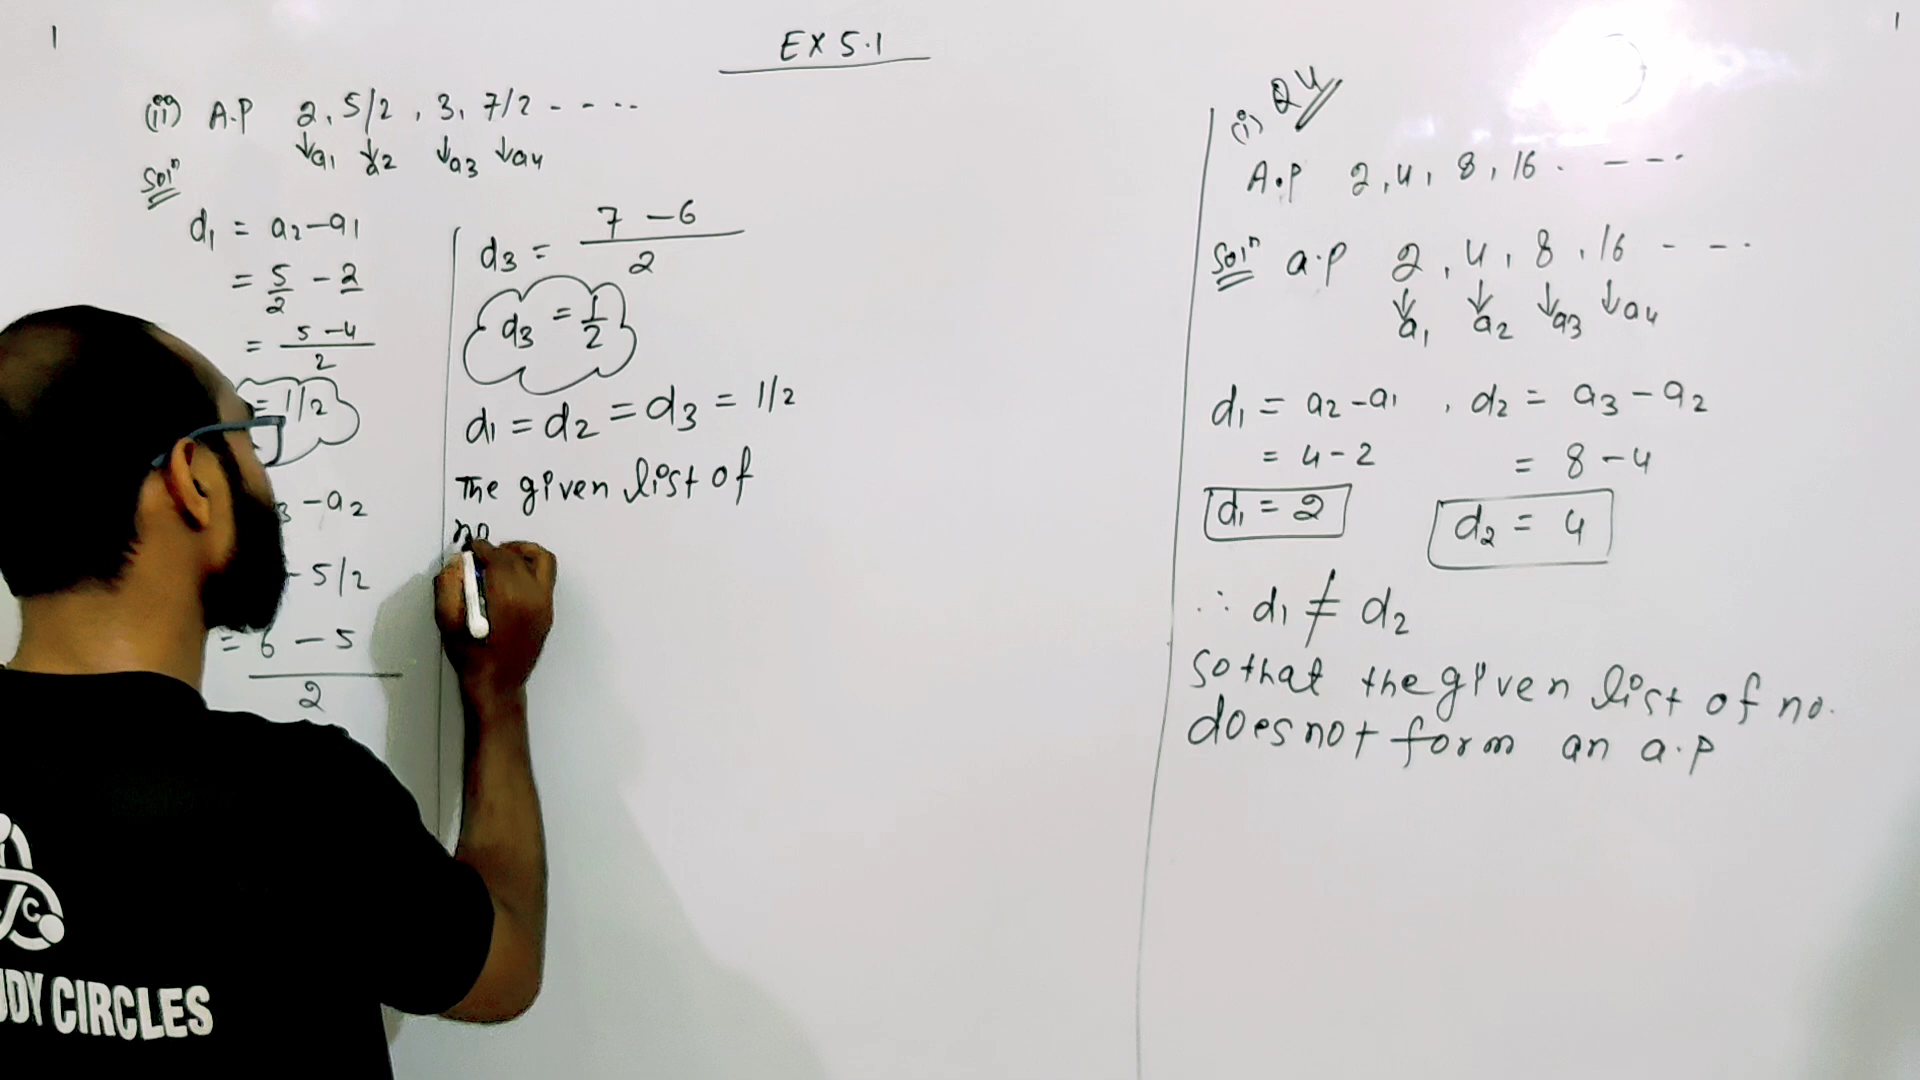 EX 5.1
(ii) A.P 2, 5/2, 3, 7/2 - - - -
↓a1 ↓a2 ↓a3 ↓a4
Solⁿ
d1 = a2 - a1
= 5/2 - 2
= 5 - 4 / 2
= 1/2
- a2
- 5/2
= 6 - 5 / 2
d3 = 7 - 6 / 2
d3 = 1/2
d1 = d2 = d3 = 1/2
The given list of
no
Q4
(i)
A.P 2, 4, 8, 16. - - - -
Solⁿ a.p 2, 4, 8, 16 - - - -
↓a1 ↓a2 ↓a3 ↓a4
d1 = a2 - a1 , d2 = a3 - a2
= 4 - 2 = 8 - 4
d1 = 2 d2 = 4
∴ d1 ≠ d2
So that the given list of no.
does not form an a.p
UDY CIRCLES